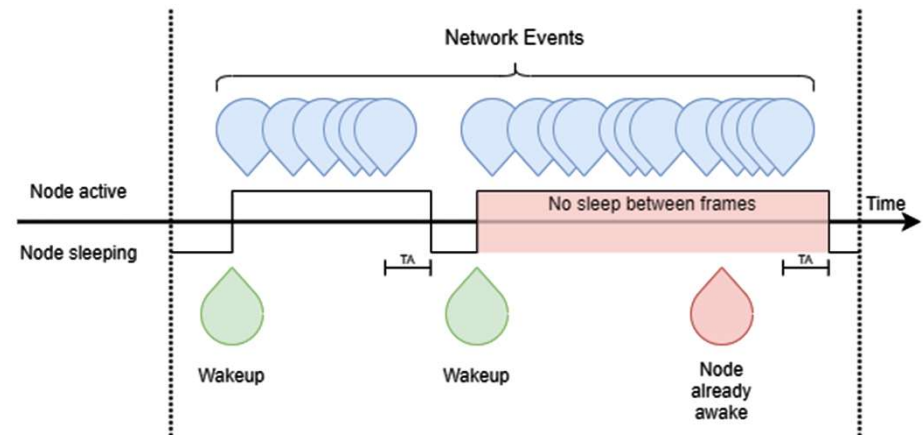 Network Events
Node active
No sleep between frames
Time
Node sleeping
TA
TA
Wakeup
Wakeup
Node
already
awake